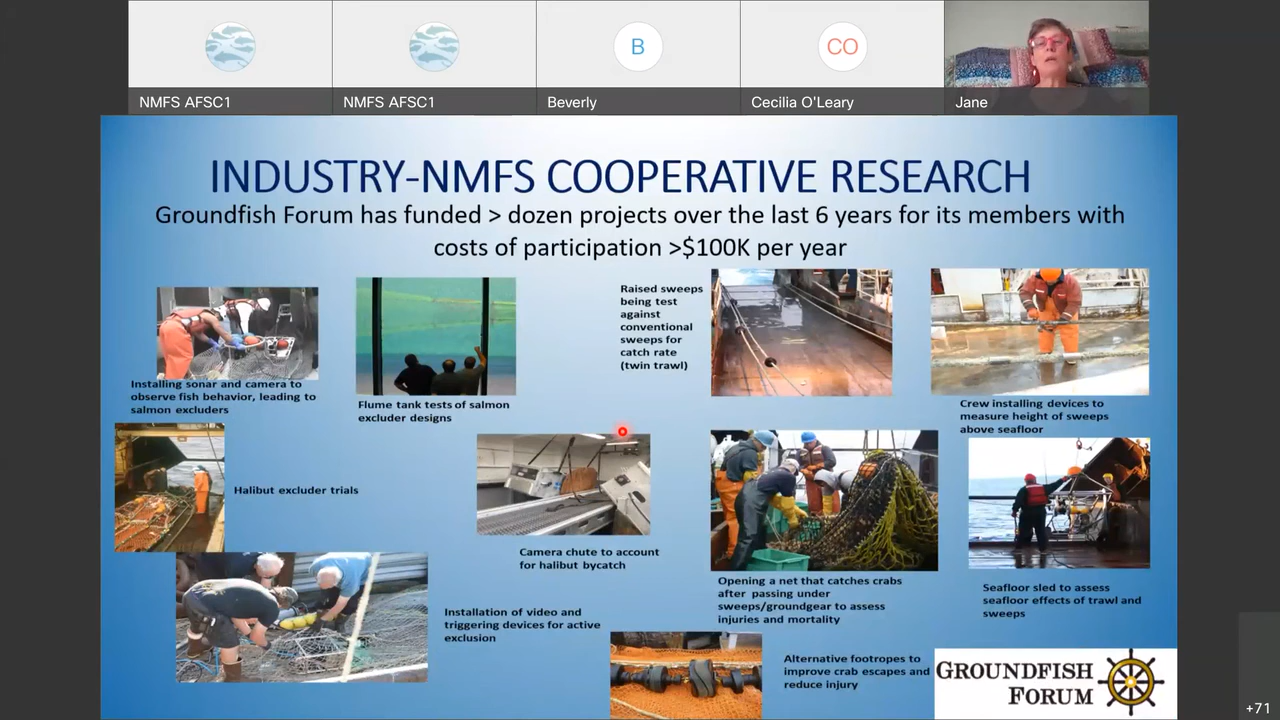 NMFS AFSC1
NMFS AFSC1
B
Beverly
CO
Cecilia O'Leary
Jane
INDUSTRY-NMFS COOPERATIVE RESEARCH
Groundfish Forum has funded > dozen projects over the last 6 years for its members with
costs of participation >$100K per year
Installing sonar and camera to
observe fish behavior, leading to
salmon excluders
Flume tank tests of salmon
excluder designs
Raised sweeps
being test
against
conventional
sweeps for
catch rate
(twin trawl)
Crew installing devices to
measure height of sweeps
above seafloor
Halibut excluder trials
Camera chute to account
for halibut bycatch
Opening a net that catches crabs
after passing under
sweeps/groundgear to assess
injuries and mortality
Seafloor sled to assess
seafloor effects of trawl and
sweeps
Installation of video and
triggering devices for active
exclusion
Alternative footropes to
improve crab escapes and
reduce injury
GROUNDFISH
FORUM
+71